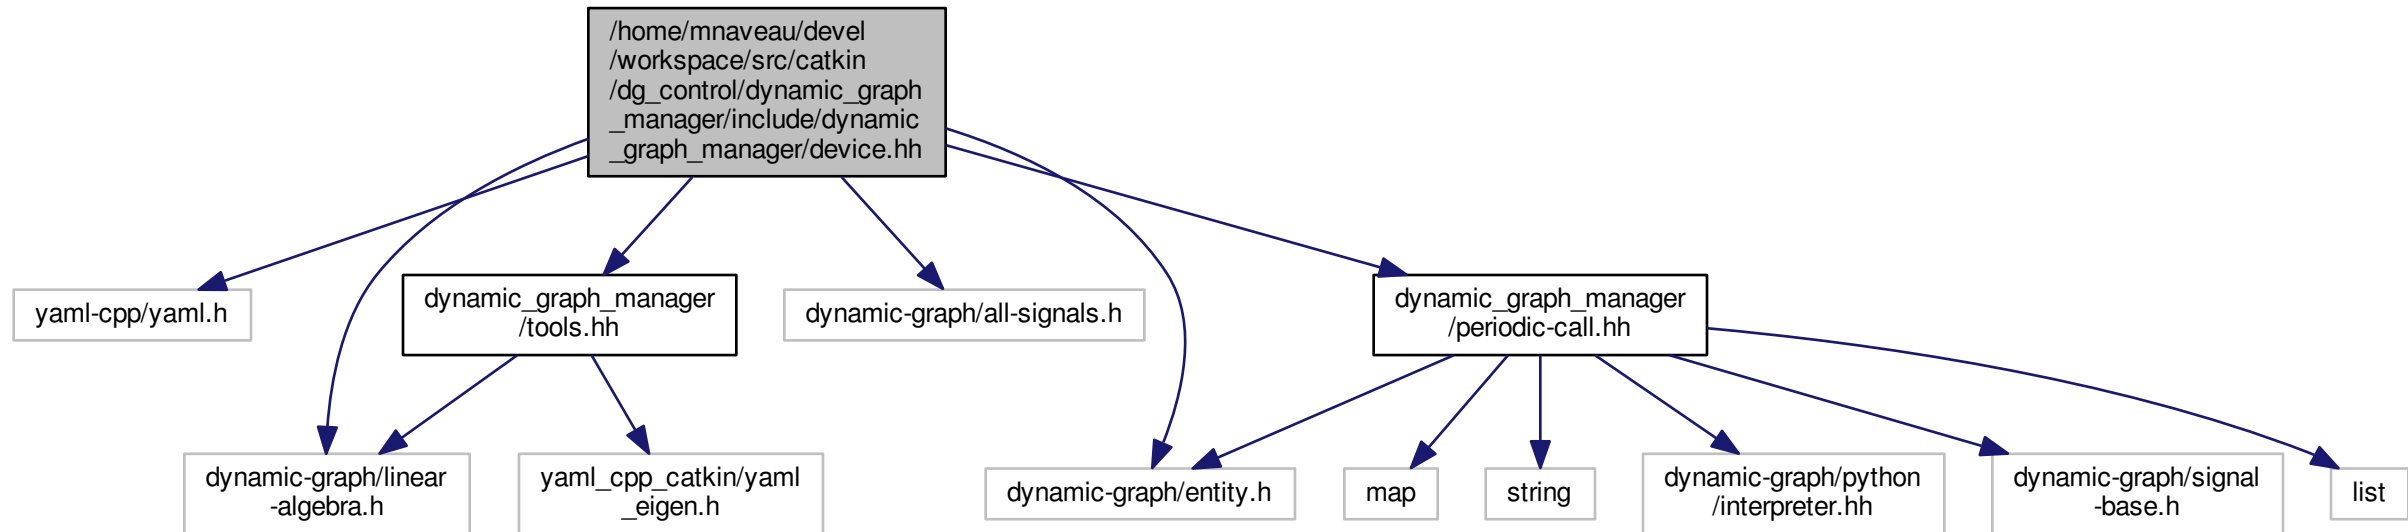 /home/mnaveau/devel
/workspace/src/catkin
/dg_control/dynamic_graph
_manager/include/dynamic
_graph_manager/device.hh
yaml-cpp/yaml.h
dynamic_graph_manager
/tools.hh
dynamic-graph/all-signals.h
dynamic_graph_manager
/periodic-call.hh
dynamic-graph/linear
-algebra.h
yaml_cpp_catkin/yaml
_eigen.h
dynamic-graph/entity.h
map
string
dynamic-graph/python
/interpreter.hh
dynamic-graph/signal
-base.h
list